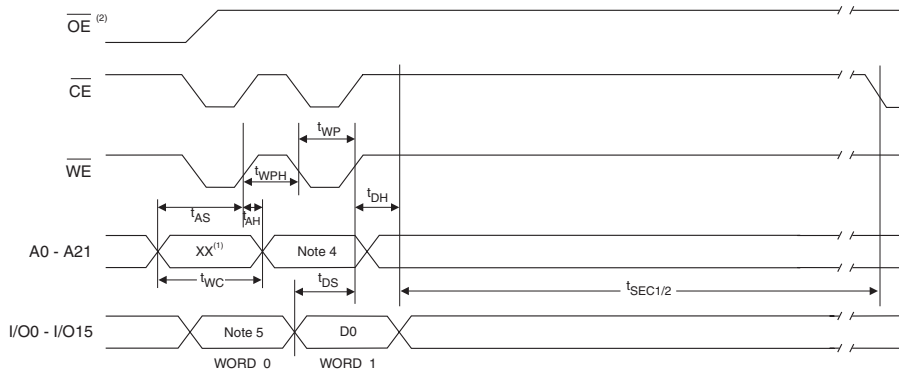 OE (2)
CE
tWP
WE
tWPH
tDH
tAS
tAH
A0 - A21
XX(1)
Note 4
tWC
tDS
tSEC1/2
I/O0 - I/O15
Note 5
D0
WORD 0
WORD 1